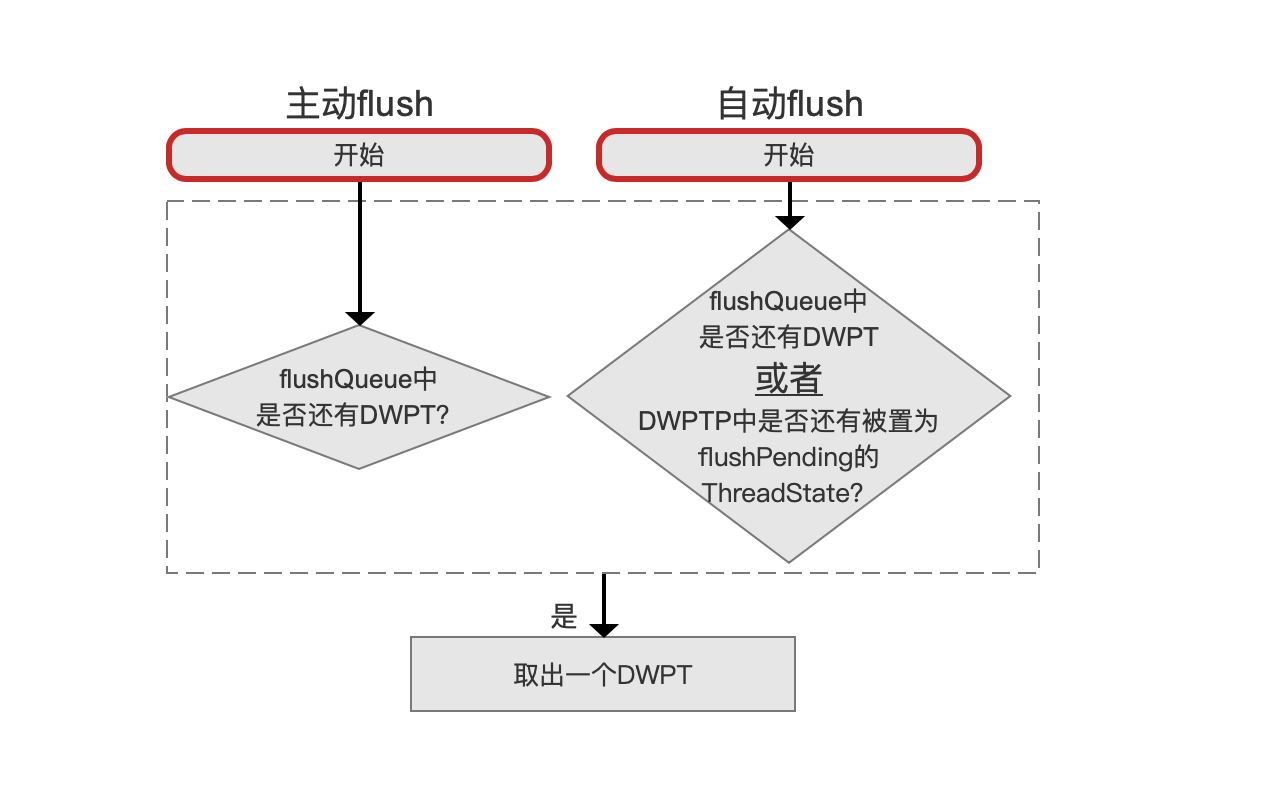 主动flush
自动flush
开始
开始
flushQueue中
是否还有DWPT?
flushQueue中
是否还有DWPT
或者
DWPTP中是否还有被置为
flushPending的
ThreadState?
是
取出一个DWPT